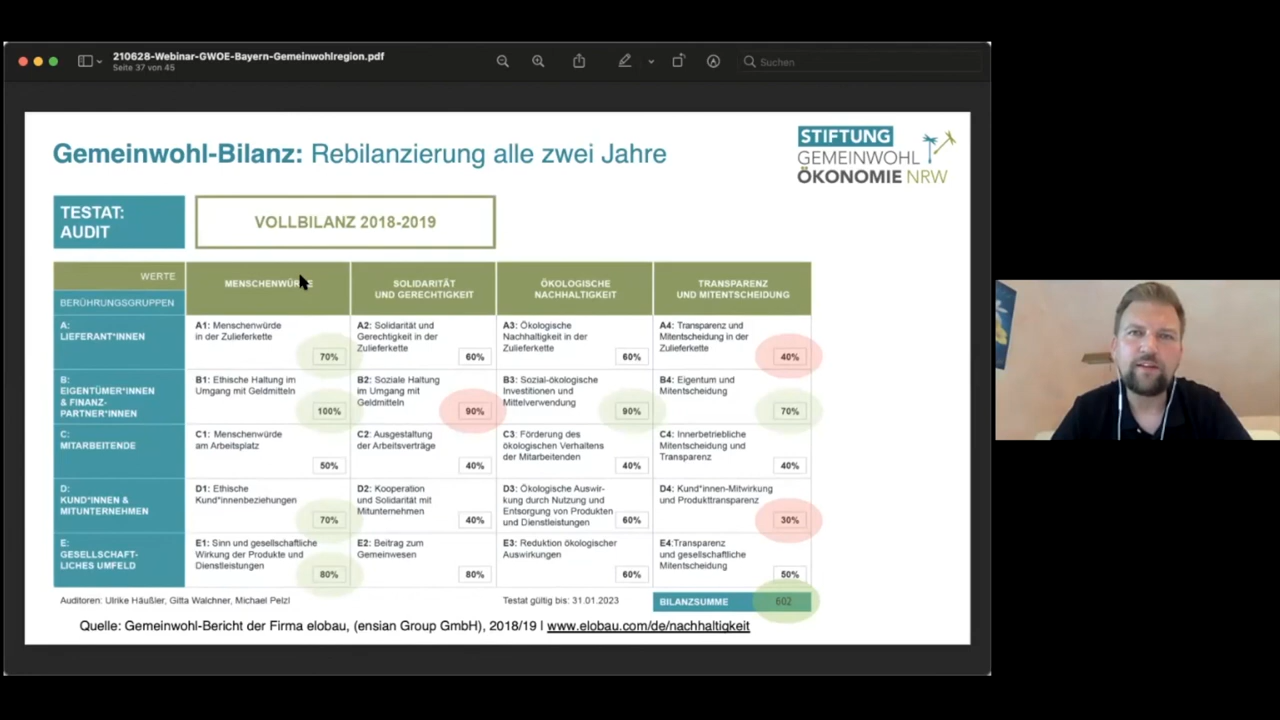 210628-Webinar-GWOE-Bayern-Gemeinwohlregion.pdf
Seite 37 von 45
Suchen
Gemeinwohl-Bilanz: Rebilanzierung alle zwei Jahre
STIFTUNG
GEMEINWOHL
ÖKONOMIE NRW
TESTAT:
AUDIT
VOLLBILANZ 2018-2019
WERTE
BERÜHRUNGSGRUPPEN
SOLIDARITÄT
UND GERECHTIGKEIT
ÖKOLOGISCHE
NACHHALTIGKEIT
TRANSPARENZ
UND MITENTSCHEIDUNG
A:
LIEFERANT*INNEN
A1: Menschenwürde
in der Zulieferkette
70%
A2: Solidarität und
Gerechtigkeit in der
Zulieferkette
60%
A3: Ökologische
Nachhaltigkeit in der
Zulieferkette
60%
A4: Transparenz und
Mitentscheidung in der
Zulieferkette
40%
B:
EIGENTÜMER*INNEN
& FINANZ-
PARTNER*INNEN
B1: Ethische Haltung im
Umgang mit Geldmitteln
100%
B2: Soziale Haltung
im Umgang mit
Geldmitteln
90%
B3: Sozial-ökologische
Investitionen und
Mittelverwendung
90%
B4: Eigentum und
Mitentscheidung
70%
C:
MITARBEITENDE
C1: Menschenwürde
am Arbeitsplatz
50%
C2: Ausgestaltung
der Arbeitsverträge
40%
C3: Förderung des
ökologischen Verhaltens
der Mitarbeitenden
40%
C4: Innerbetriebliche
Mitentscheidung und
Transparenz
40%
D:
KUND*INNEN &
MITUNTERNEHMEN
D1: Ethische
Kund*innenbeziehungen
70%
D2: Kooperation
und Solidarität mit
Mitunternehmen
40%
D3: Ökologische Auswir-
kung durch Nutzung und
Entsorgung von Produkten
und Dienstleistungen
60%
D4: Kund*innen-Mitwirkung
und Produkttransparenz
30%
E:
GESELLSCHAFT-
LICHES UMFELD
E1: Sinn und gesellschaftliche
Wirkung der Produkte und
Dienstleistungen
80%
E2: Beitrag zum
Gemeinwesen
80%
E3: Reduktion ökologischer
Auswirkungen
60%
E4:Transparenz
und gesellschaftliche
Mitentscheidung
50%
Auditoren: Ulrike Häußler, Gitta Walchner, Michael Pelzl
Testat gültig bis: 31.01.2023
BILANZSUMME
602
Quelle: Gemeinwohl-Bericht der Firma elobau, (ensian Group GmbH), 2018/19 I www.elobau.com/de/nachhaltigkeit